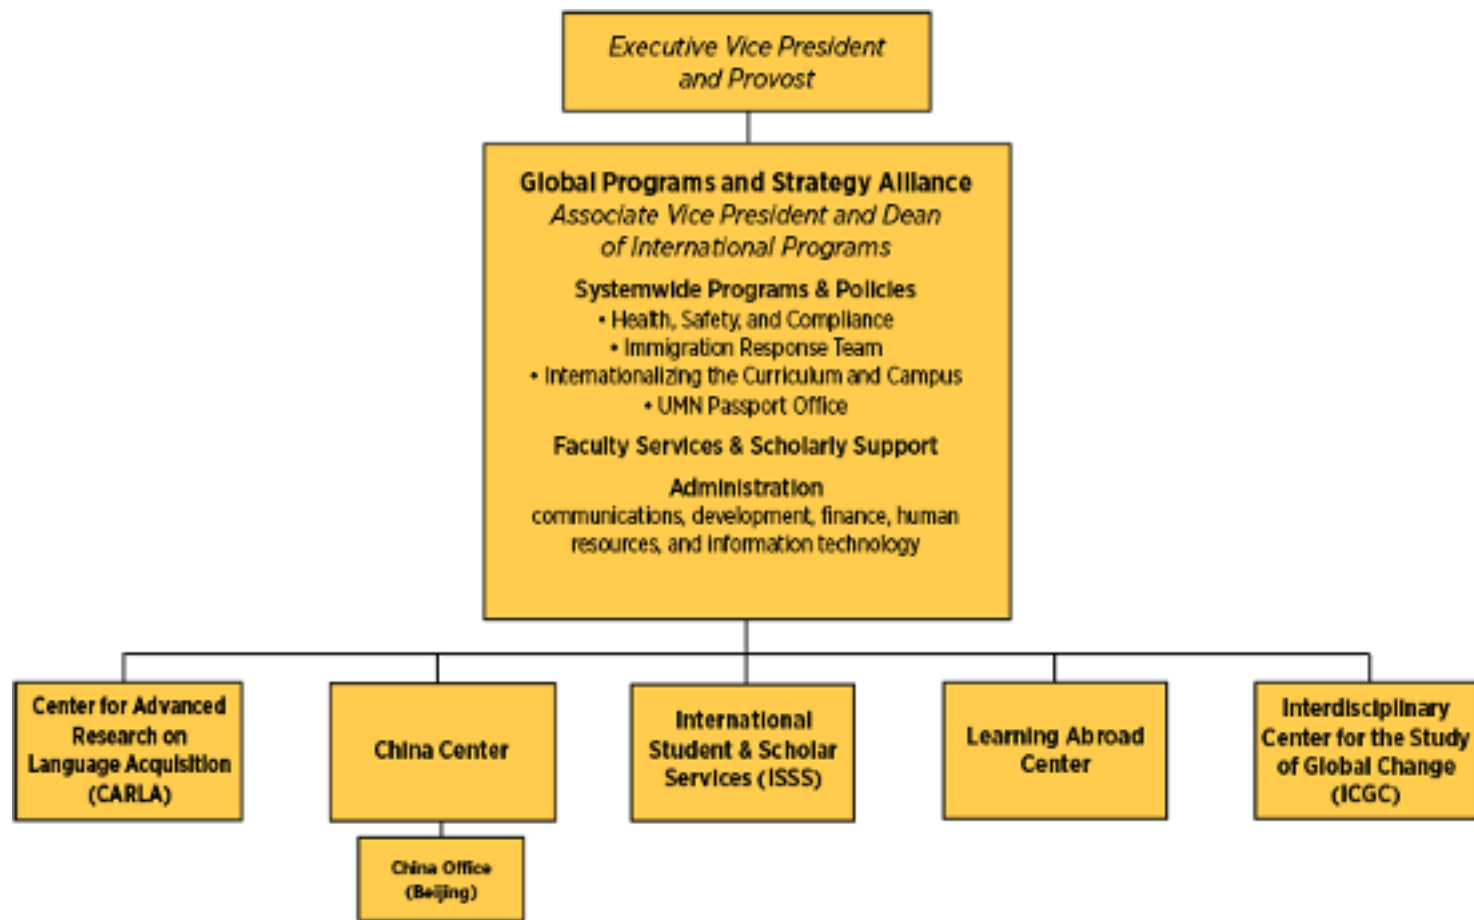 Executive Vice President
and Provost
Global Programs and Strategy Alliance
Associate Vice President and Dean
of International Programs
Systemwide Programs & Policies
• Health, Safety, and Compliance
• Immigration Response Team
• Internationalizing the Curriculum and Campus
• UMN Passport Office
Faculty Services & Scholarly Support
Administration
communications, development, finance, human
resources, and information technology
Center for Advanced
Research on
Language Acquisition
(CARLA)
China Center
International
Student & Scholar
Services (ISSS)
Learning Abroad
Center
Interdisciplinary
Center for the Study
of Global Change
(ICGC)
China Office
(Beijing)